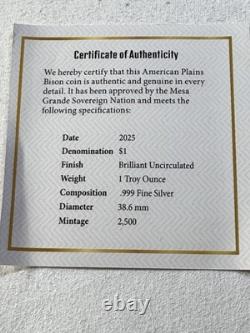 Certificate of Authenticity
We hereby certify that this American Plains
Bison coin is authentic and genuine in every
detail. It has been approved by the Mesa
Grande Sovereign Nation and meets the
following specifications:
Date 2025
Denomination $1
Finish Brilliant Uncirculated
Weight 1 Troy Ounce
Composition .999 Fine Silver
Diameter 38.6 mm
Mintage 2,500
ebth.com